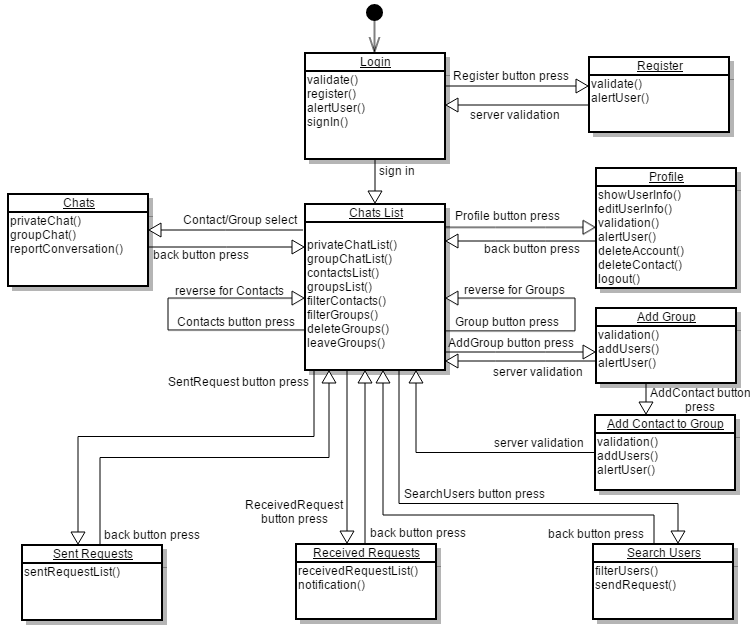 Login
validate()
register()
alertUser()
signIn()
Register button press
server validation
Register
validate()
alertUser()
sign in
Chats
privateChat()
groupChat()
reportConversation()
Contact/Group select
back button press
Chats List
privateChatList()
groupChatList()
contactsList()
groupsList()
filterContacts()
filterGroups()
deleteGroups()
leaveGroups()
Profile button press
back button press
Profile
showUserInfo()
editUserInfo()
validation()
alertUser()
deleteAccount()
deleteContact()
logout()
reverse for Contacts
Contacts button press
reverse for Groups
Group button press
AddGroup button press
server validation
Add Group
validation()
addUsers()
alertUser()
AddContact button
press
Add Contact to Group
validation()
addUsers()
alertUser()
server validation
SentRequest button press
back button press
Sent Requests
sentRequestList()
ReceivedRequest
button press
back button press
Received Requests
receivedRequestList()
notification()
SearchUsers button press
back button press
Search Users
filterUsers()
sendRequest()